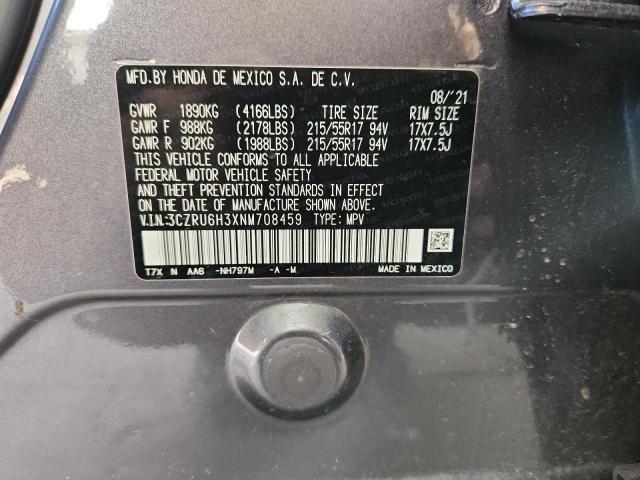 MFD.BY HONDA DE MEXICO S.A. DE C.V.
08/'21
GVWR 1890KG (4166LBS) TIRE SIZE RIM SIZE
GAWR F 988KG (2178LBS) 215/55R17 94V 17X7.5J
GAWR R 902KG (1988LBS) 215/55R17 94V 17X7.5J
THIS VEHICLE CONFORMS TO ALL APPLICABLE
FEDERAL MOTOR VEHICLE SAFETY
AND THEFT PREVENTION STANDARDS IN EFFECT
ON THE DATE OF MANUFACTURE SHOWN ABOVE.
V.I.N:3CZRU6H3XNM708459 TYPE: MPV
T7X N AA6 -NH797M -A -M MADE IN MEXICO